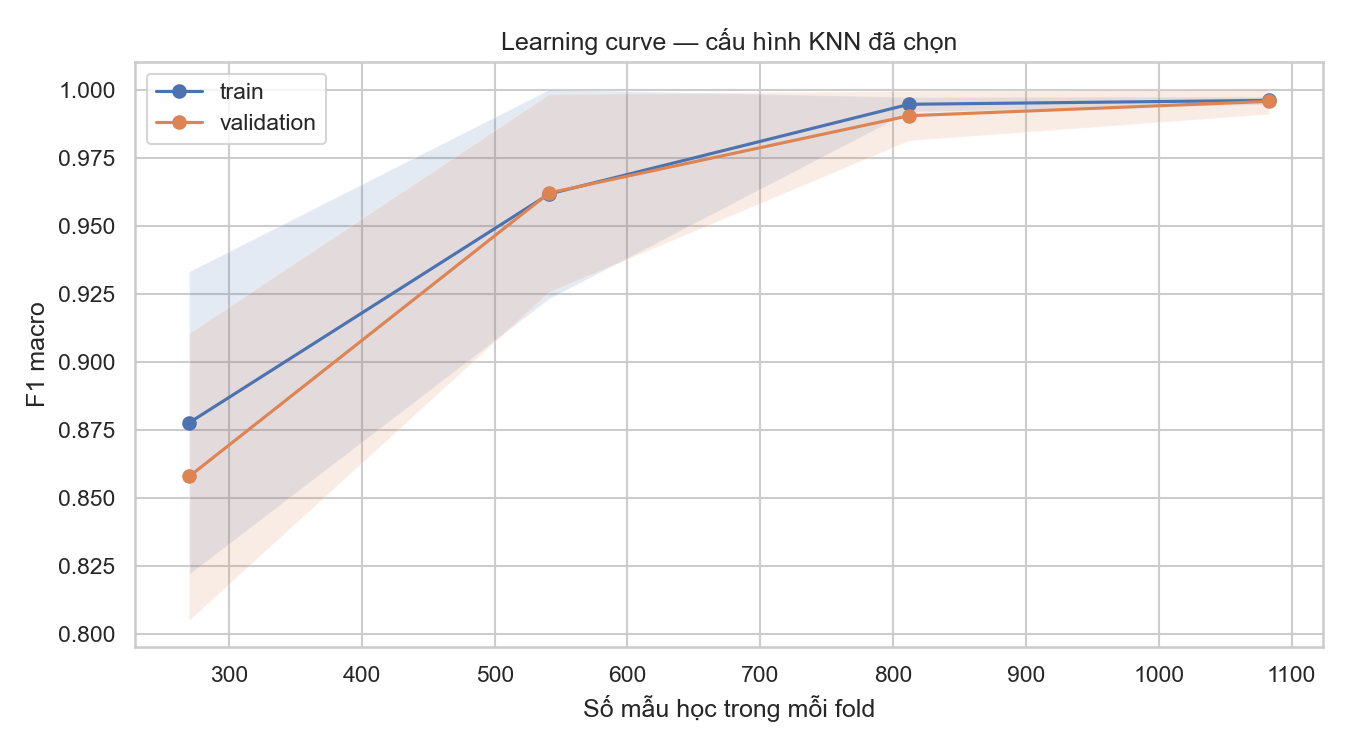 Learning curve — cấu hình KNN đã chọn
train
validation
1.000
0.975
0.950
0.925
0.900
0.875
0.850
0.825
0.800
F1 macro
300 400 500 600 700 800 900 1000 1100
Số mẫu học trong mỗi fold